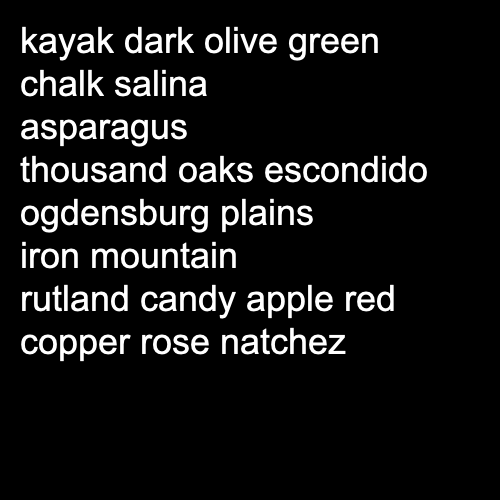 kayak dark olive green
chalk salina
asparagus
thousand oaks escondido
ogdensburg plains
iron mountain
rutland candy apple red
copper rose natchez